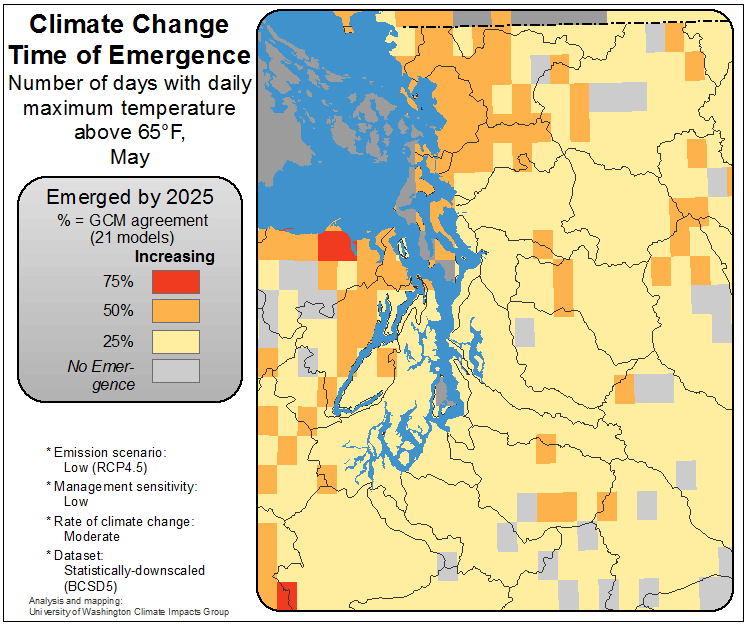 Climate Change
Time of Emergence
Number of days with daily
maximum temperature
above 65°F,
May
Emerged by 2025
% = GCM agreement
(21 models)
Increasing
75%
50%
25%
No Emer-
gence
* Emission scenario:
Low (RCP4.5)
* Management sensitivity:
Low
* Rate of climate change:
Moderate
* Dataset:
Statistically-downscaled
(BCSD5)
Analysis and mapping:
University of Washington Climate Impacts Group